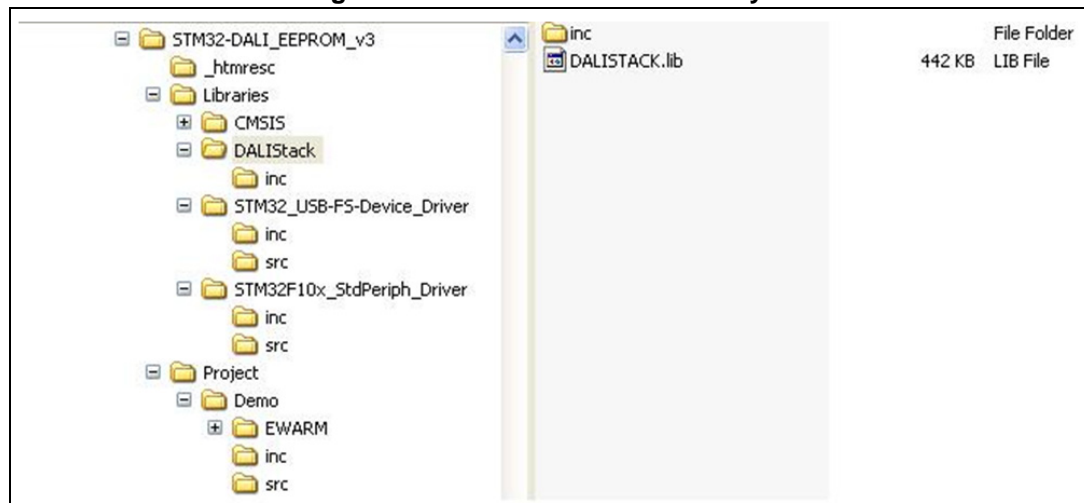 STM32-DALI_EEPROM_v3
_htmresc
Libraries
CMSIS
DALIStack
inc
STM32_USB-FS-Device_Driver
inc
src
STM32F10x_StdPeriph_Driver
inc
src
Project
Demo
EWARM
inc
src
inc File Folder
DALISTACK.lib 442 KB LIB File